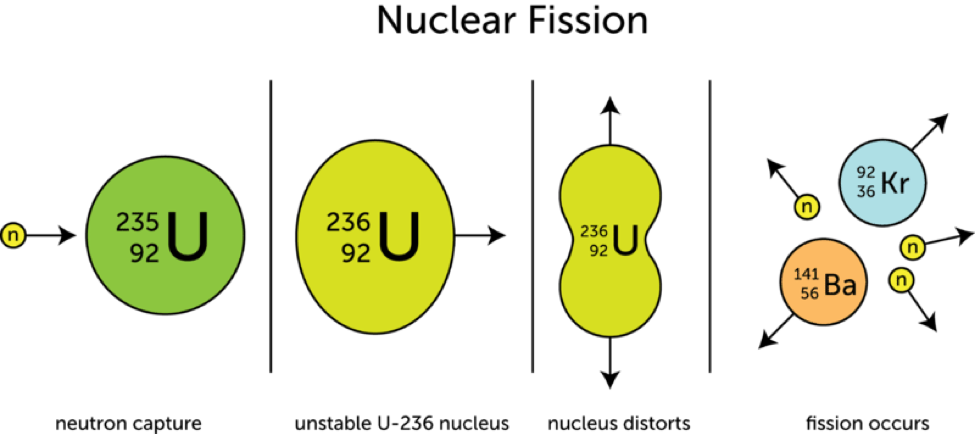 Nuclear Fission
n
235
92 U
236
92 U
236
92 U
92
36 Kr
n
n
141
56 Ba
n
neutron capture
unstable U-236 nucleus
nucleus distorts
fission occurs